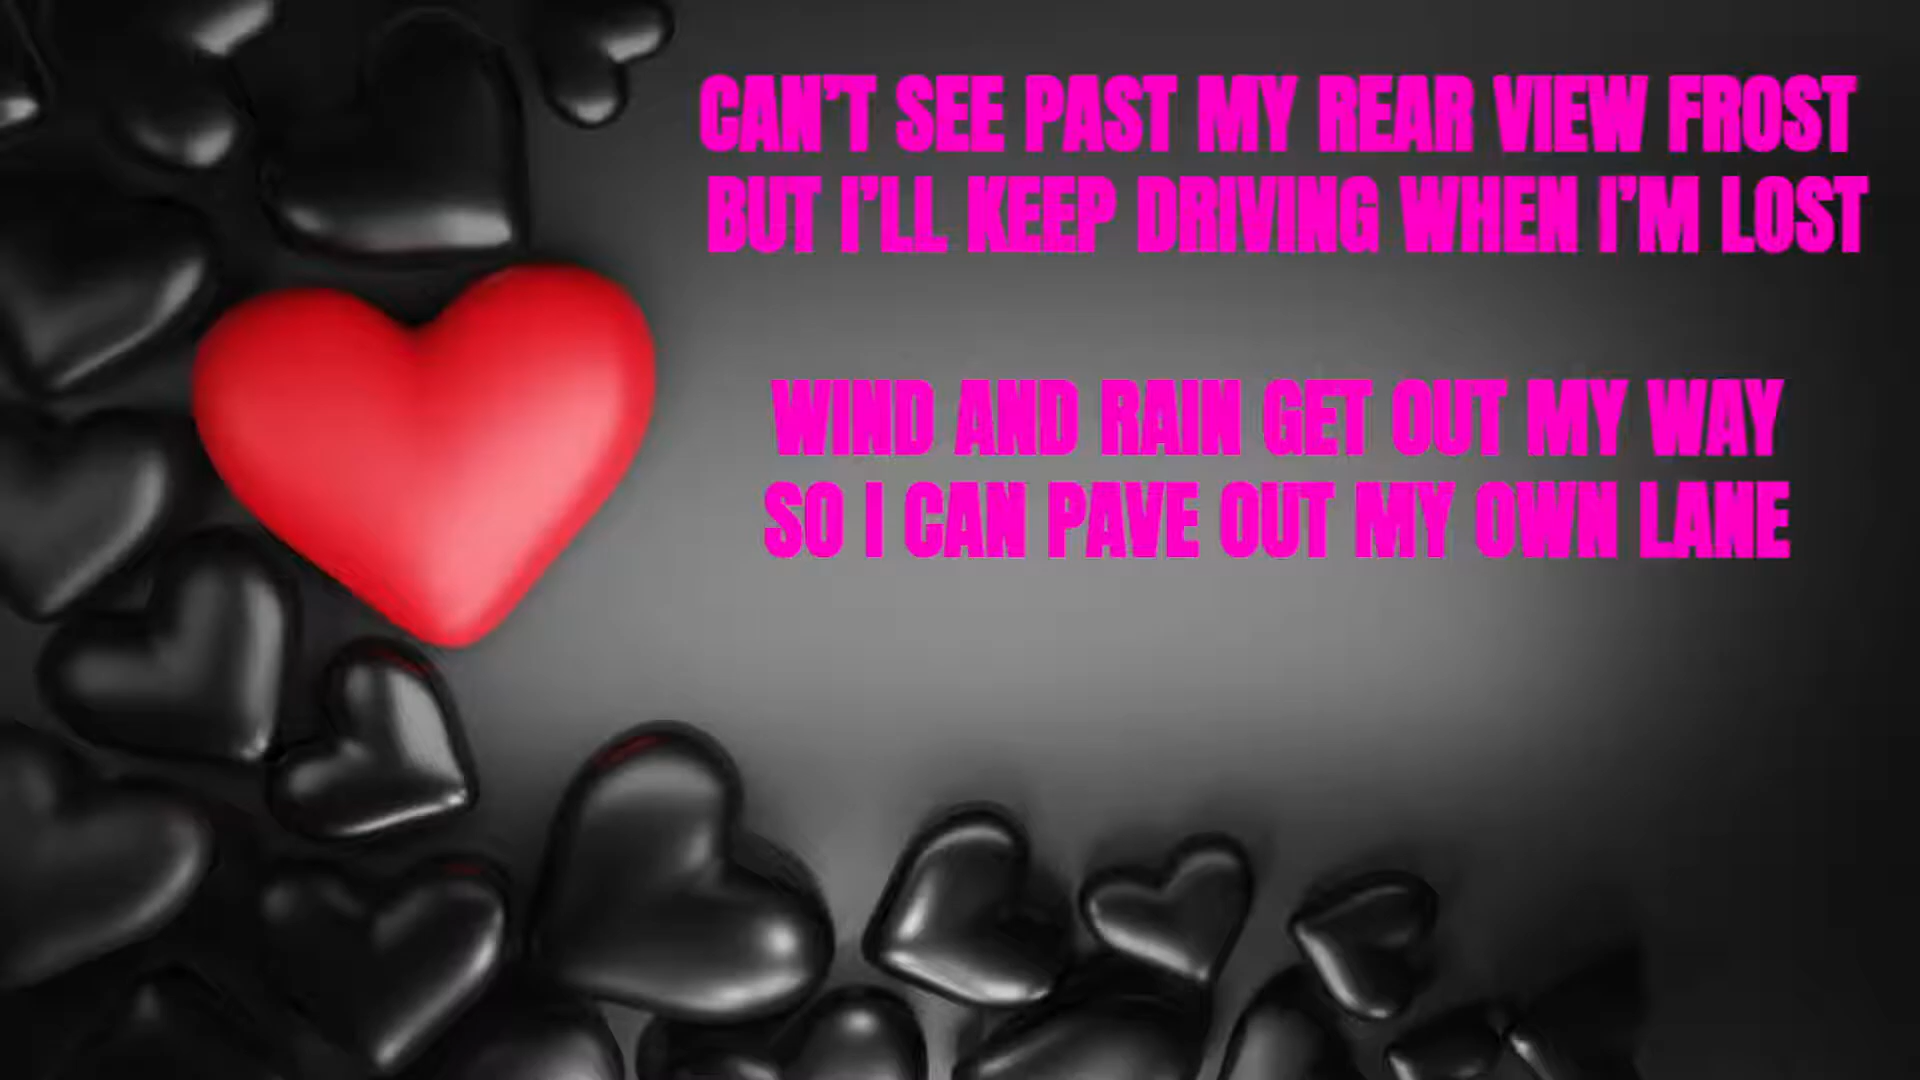 CAN'T SEE PAST MY REAR VIEW FROST
BUT I'LL KEEP DRIVING WHEN I'M LOST
WIND AND RAIN GET OUT MY WAY
SO I CAN PAVE OUT MY OWN LANE